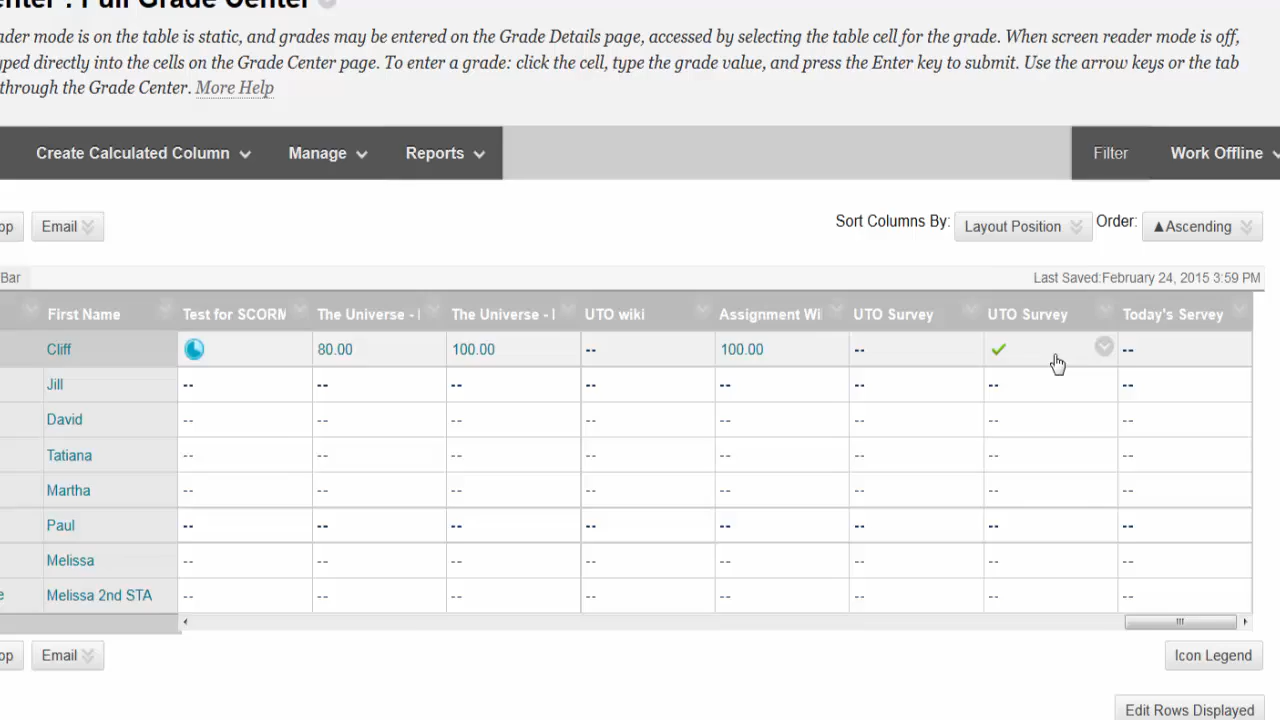 : Full Grade Center
mode is on the table is static, and grades may be entered on the Grade Details page, accessed by selecting the table cell for the grade. When screen reader mode is off,
directly into the cells on the Grade Center page. To enter a grade: click the cell, type the grade value, and press the Enter key to submit. Use the arrow keys or the tab
through the Grade Center. More Help
Create Calculated Column Manage Reports Filter Work Offline
Email Sort Columns By: Layout Position Order: ▲Ascending
Bar Last Saved:February 24, 2015 3:59 PM
First Name Test for SCORM The Universe - The Universe - UTO wiki Assignment Wi UTO Survey UTO Survey Today's Servey
Cliff 80.00 100.00 -- 100.00 -- --
Jill -- -- -- -- -- -- -- --
David -- -- -- -- -- -- -- --
Tatiana -- -- -- -- -- -- -- --
Martha -- -- -- -- -- -- -- --
Paul -- -- -- -- -- -- -- --
Melissa -- -- -- -- -- -- -- --
Melissa 2nd STA -- -- -- -- -- -- -- --
Email Icon Legend
Edit Rows Displayed